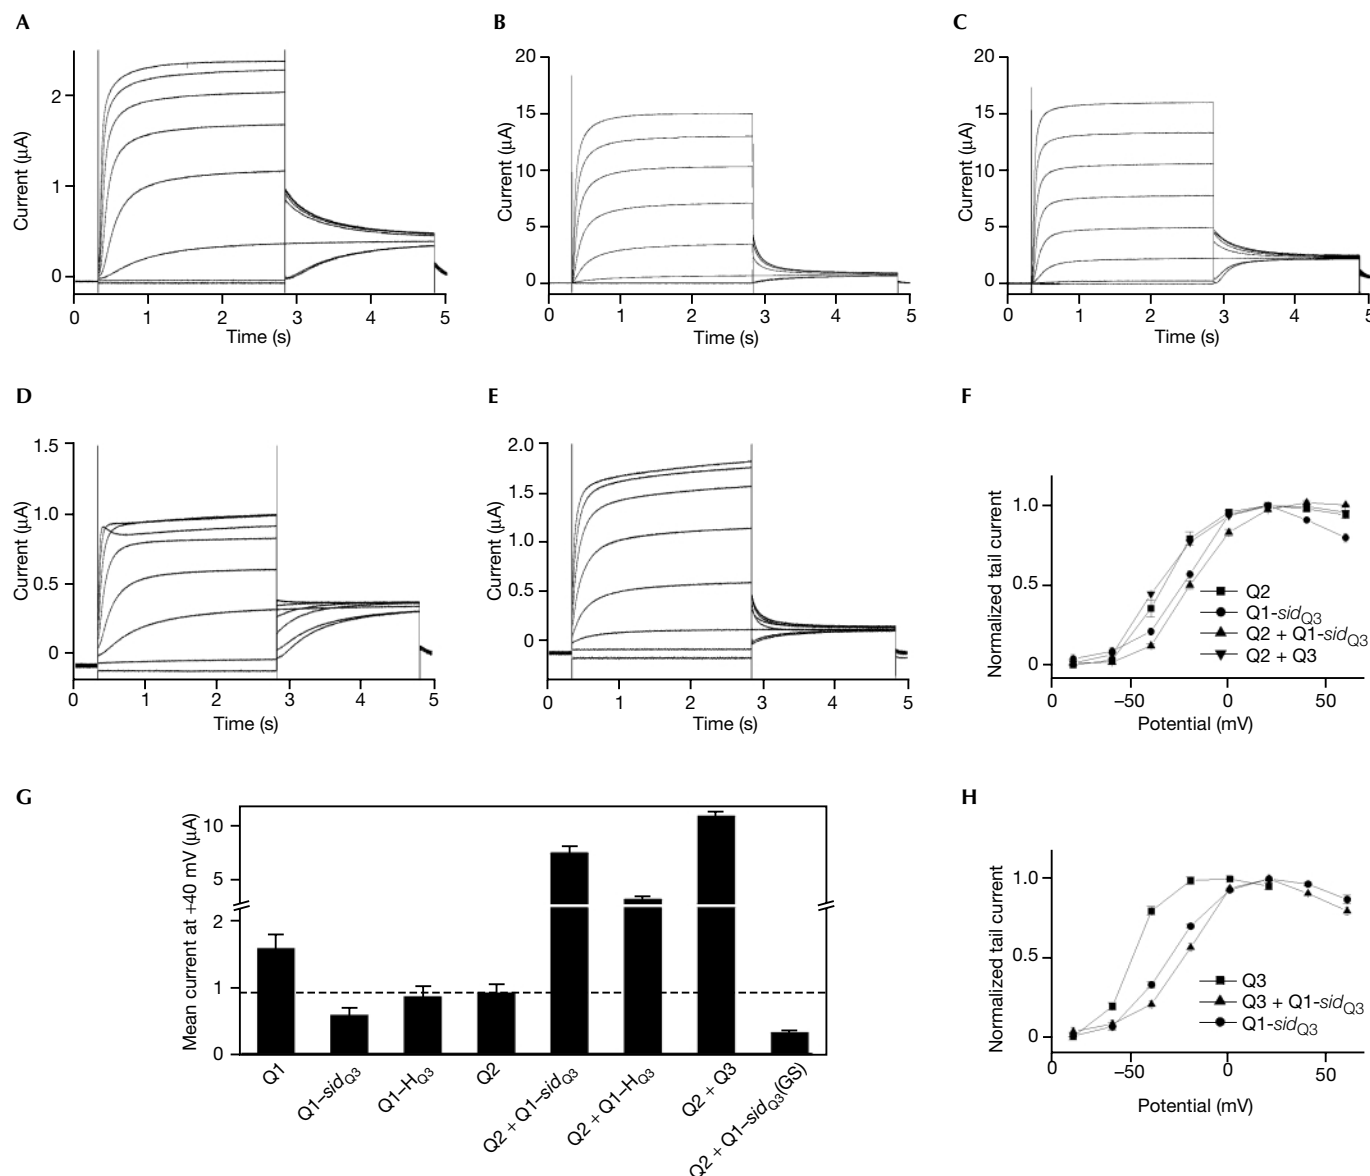 A
B
C
Current (μA)
2
1
0
0 1 2 3 4 5
Time (s)
Current (μA)
20
15
10
5
0
0 1 2 3 4 5
Time (s)
Current (μA)
20
15
10
5
0
0 1 2 3 4 5
Time (s)
D
E
F
Current (μA)
1.5
1.0
0.5
0
0 1 2 3 4 5
Time (s)
Current (μA)
2.0
1.5
1.0
0.5
0
0 1 2 3 4 5
Time (s)
Normalized tail current
1.0
0.5
0
Q2
Q1-sidQ3
Q2 + Q1-sidQ3
Q2 + Q3
0 –50 0 50
Potential (mV)
G
H
Mean current at +40 mV (μA)
10
5
2
1
0
Q1
Q1–sidQ3
Q1–HQ3
Q2
Q2 + Q1–sidQ3
Q2 + Q1–HQ3
Q2 + Q3
Q2 + Q1–sidQ3(GS)
Normalized tail current
1.0
0.5
0
Q3
Q3 + Q1-sidQ3
Q1-sidQ3
0 –50 0 50
Potential (mV)